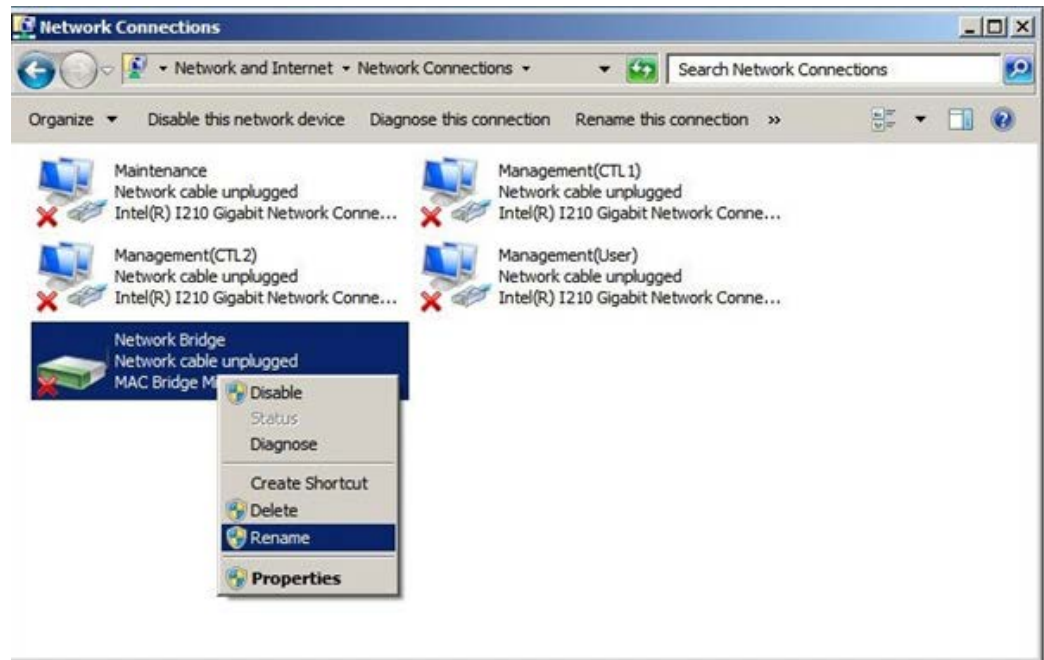 Network Connections
Network and Internet Network Connections
Search Network Connections
Organize Disable this network device Diagnose this connection Rename this connection »
Maintenance
Network cable unplugged
Intel(R) I210 Gigabit Network Conne...
Management(CTL1)
Network cable unplugged
Intel(R) I210 Gigabit Network Conne...
Management(CTL2)
Network cable unplugged
Intel(R) I210 Gigabit Network Conne...
Management(User)
Network cable unplugged
Intel(R) I210 Gigabit Network Conne...
Network Bridge
Network cable unplugged
MAC Bridge M
Disable
Status
Diagnose
Create Shortcut
Delete
Rename
Properties